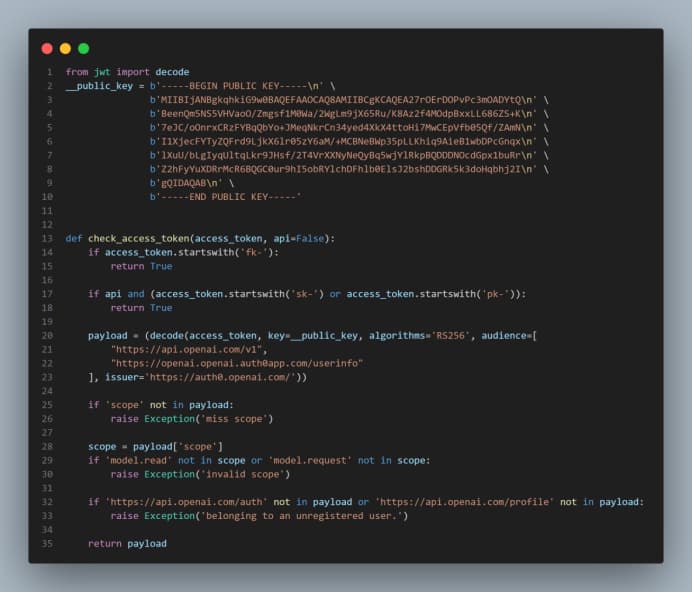 1 from jwt import decode
2 __public_key = b'-----BEGIN PUBLIC KEY-----\n' \
3 b'MIIBIjANBgkqhkiG9w0BAQEFAAOCAQ8AMIIBCgKCAQEA27rOErDOPvPc3mOADYtQ\n' \
4 b'BeenQm5NS5VHVaoO/Zmgsf1M0Wa/2WgLm9jX65Ru/K8Az2f4MOdpBxxLL686ZS+K\n' \
5 b'7eJC/oOnrxCRzFYBqQbYo+JMeqNkrCn34yed4XkX4ttoHi7MwCEpVfb05Qf/ZAmN\n' \
6 b'I1XjecFYTyZQFrd9LjkX6lr05zY6aM/+MCBNeBWp35pLLKhiq9AieB1wbDPcGnqx\n' \
7 b'lXuU/bLgIyqUltqLkr9JHsf/2T4VrXXNyNeQyBq5wjYlRkpBQDDDNOcdGpx1buRr\n' \
8 b'Z2hFyYuXDRrMcR6BQGC0ur9hI5obRYlchDFhlb0ElsJ2bshDDGRk5k3doHqbhj2I\n' \
9 b'gQIDAQAB\n' \
10 b'-----END PUBLIC KEY-----'
11
12
13 def check_access_token(access_token, api=False):
14 if access_token.startswith('fk-'):
15 return True
16
17 if api and (access_token.startswith('sk-') or access_token.startswith('pk-')):
18 return True
19
20 payload = (decode(access_token, key=__public_key, algorithms='RS256', audience=[
21 "https://api.openai.com/v1",
22 "https://openai.openai.auth0app.com/userinfo"
23 ], issuer='https://auth0.openai.com/'))
24
25 if 'scope' not in payload:
26 raise Exception('miss scope')
27
28 scope = payload['scope']
29 if 'model.read' not in scope or 'model.request' not in scope:
30 raise Exception('invalid scope')
31
32 if 'https://api.openai.com/auth' not in payload or 'https://api.openai.com/profile' not in payload:
33 raise Exception('belonging to an unregistered user.')
34
35 return payload